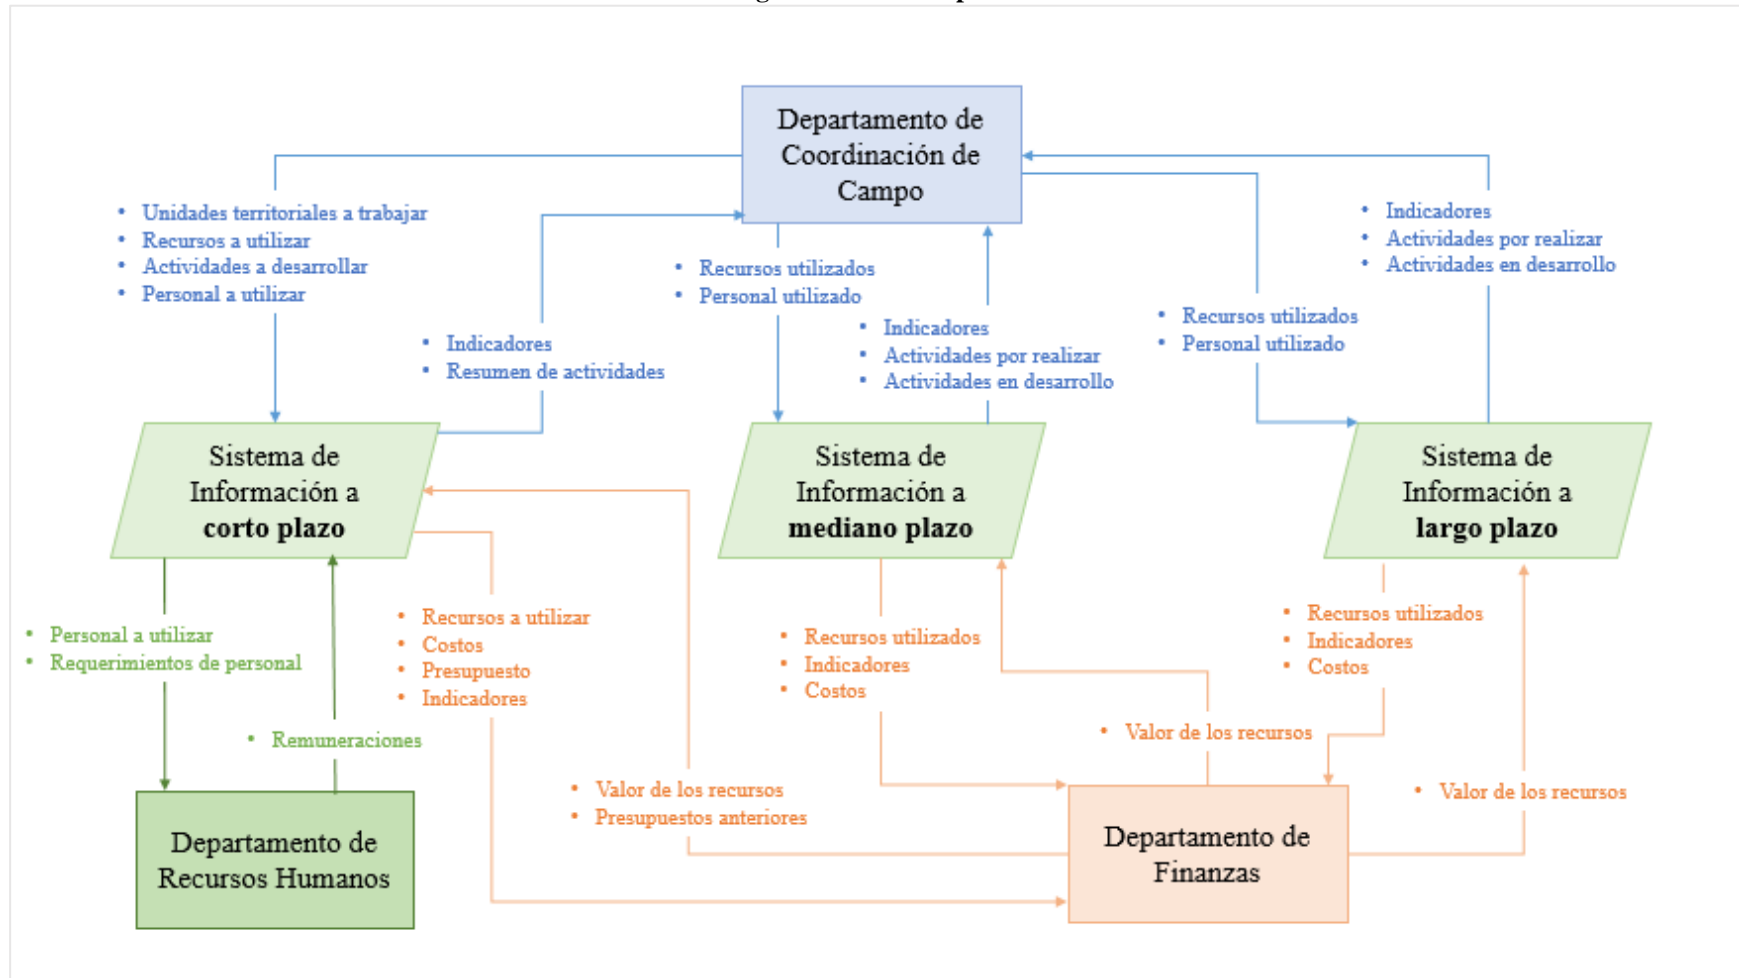 Departamento de
Coordinación de
Campo
• Unidades territoriales a trabajar
• Recursos a utilizar
• Actividades a desarrollar
• Personal a utilizar
• Indicadores
• Resumen de actividades
• Recursos utilizados
• Personal utilizado
• Indicadores
• Actividades por realizar
• Actividades en desarrollo
• Recursos utilizados
• Personal utilizado
• Indicadores
• Actividades por realizar
• Actividades en desarrollo
Sistema de
Información a
corto plazo
Sistema de
Información a
mediano plazo
Sistema de
Información a
largo plazo
• Personal a utilizar
• Requerimientos de personal
• Remuneraciones
• Recursos a utilizar
• Costos
• Presupuesto
• Indicadores
• Valor de los recursos
• Presupuestos anteriores
• Recursos utilizados
• Indicadores
• Costos
• Valor de los recursos
• Recursos utilizados
• Indicadores
• Costos
• Valor de los recursos
Departamento de
Recursos Humanos
Departamento de
Finanzas